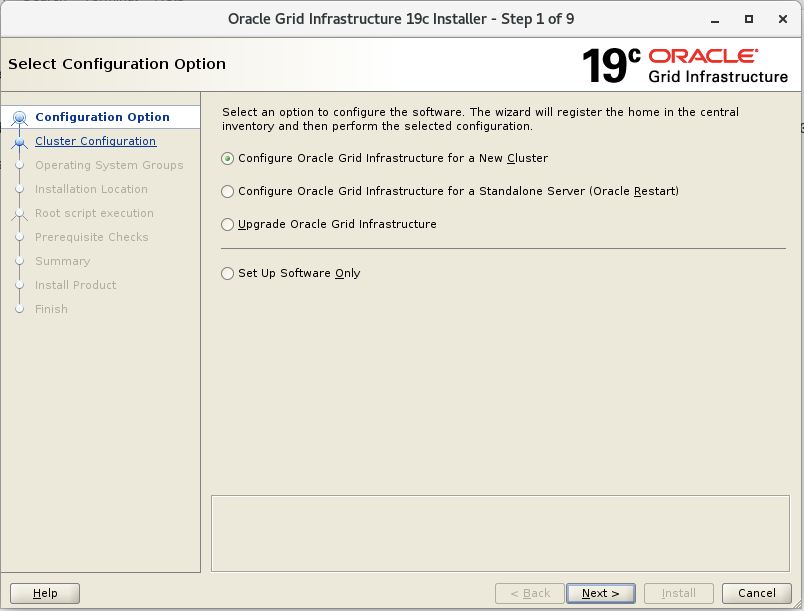 Oracle Grid Infrastructure 19c Installer - Step 1 of 9
Select Configuration Option
19c ORACLE
Grid Infrastructure
Configuration Option
Cluster Configuration
Operating System Groups
Installation Location
Root script execution
Prerequisite Checks
Summary
Install Product
Finish
Select an option to configure the software. The wizard will register the home in the central
inventory and then perform the selected configuration.
Configure Oracle Grid Infrastructure for a New Cluster
Configure Oracle Grid Infrastructure for a Standalone Server (Oracle Restart)
Upgrade Oracle Grid Infrastructure
Set Up Software Only
Help
< Back
Next >
Install
Cancel